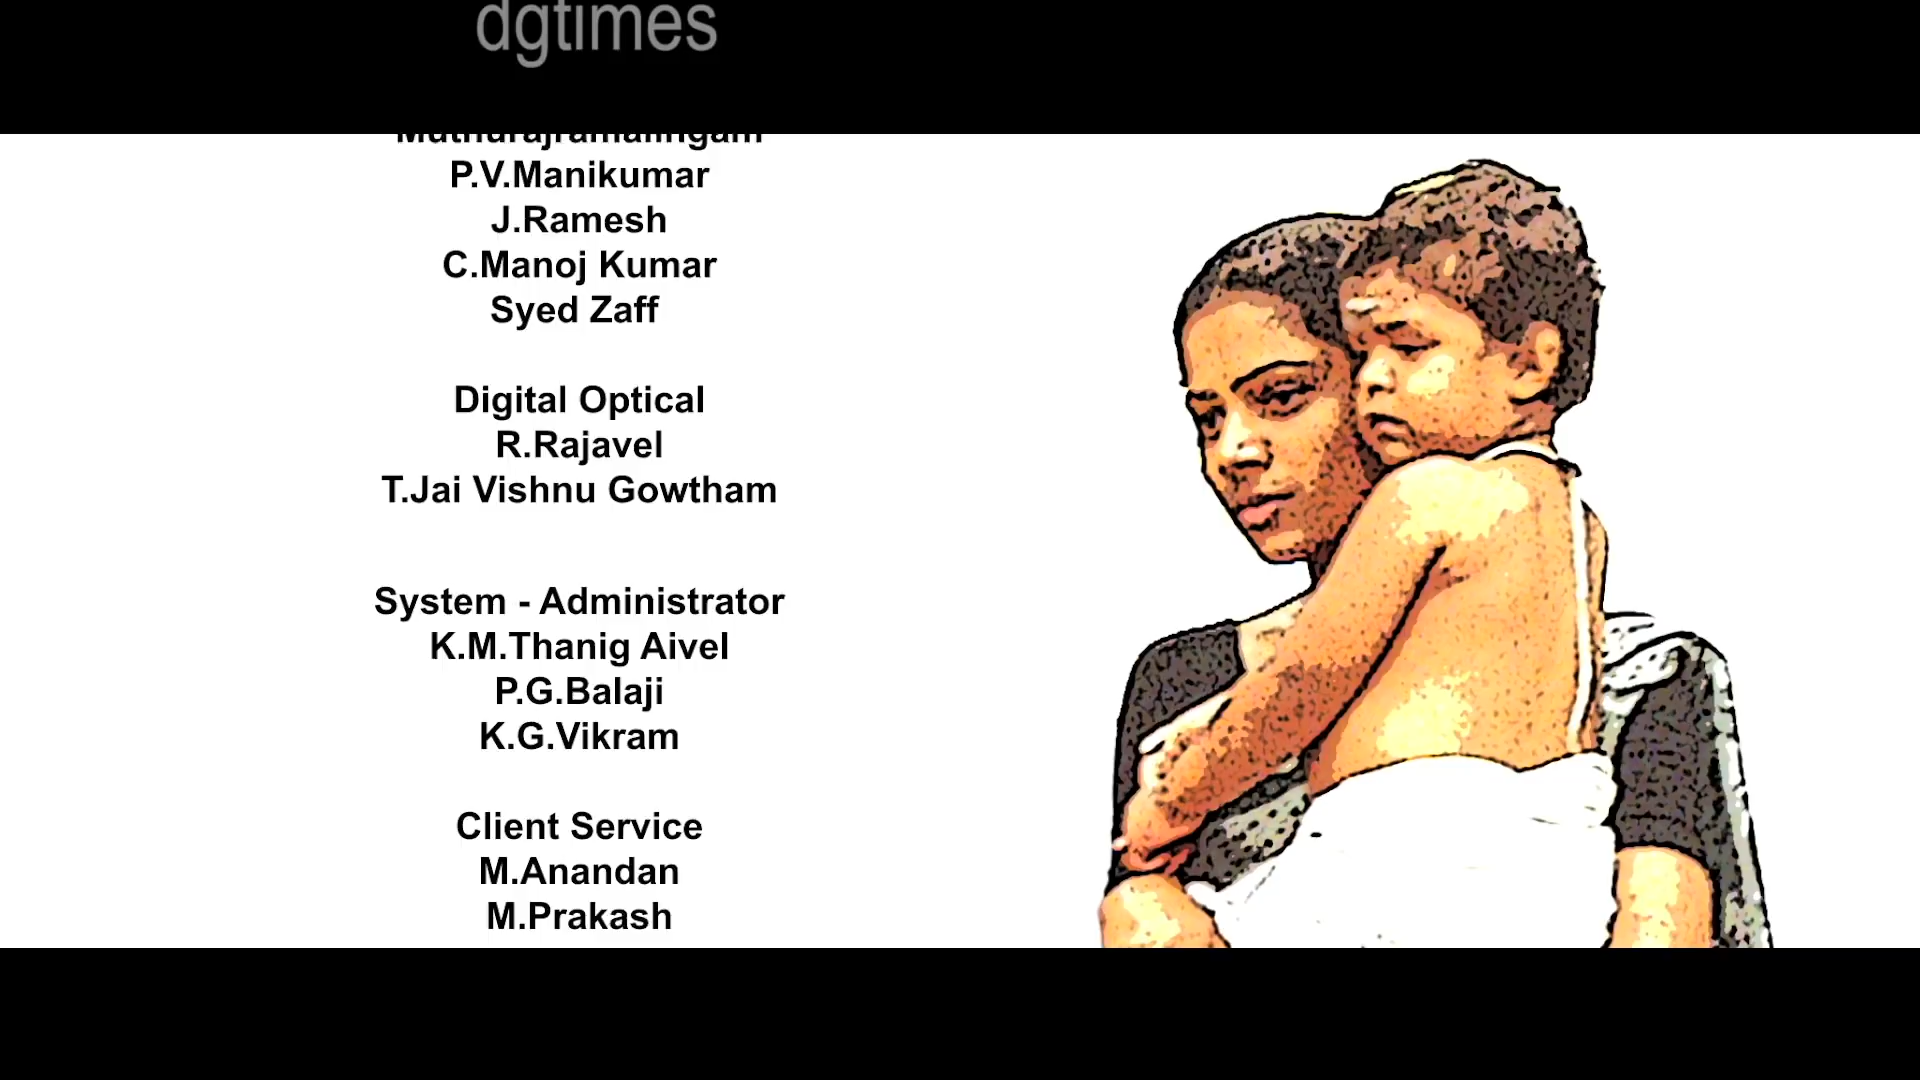 dgtimes
Muthurajramalingam
P.V.Manikumar
J.Ramesh
C.Manoj Kumar
Syed Zaff
Digital Optical
R.Rajavel
T.Jai Vishnu Gowtham
System - Administrator
K.M.Thanig Aivel
P.G.Balaji
K.G.Vikram
Client Service
M.Anandan
M.Prakash